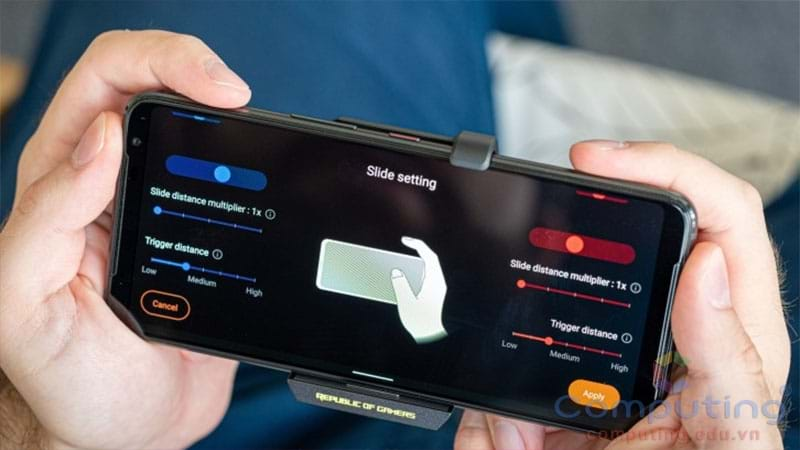 Slide setting
Slide distance multiplier : 1x
Trigger distance
Low
Medium
High
Cancel
Slide distance multiplier : 1x
Trigger distance
Low
Medium
High
Apply
REPUBLIC OF GAMERS
Computing
computing.edu.vn